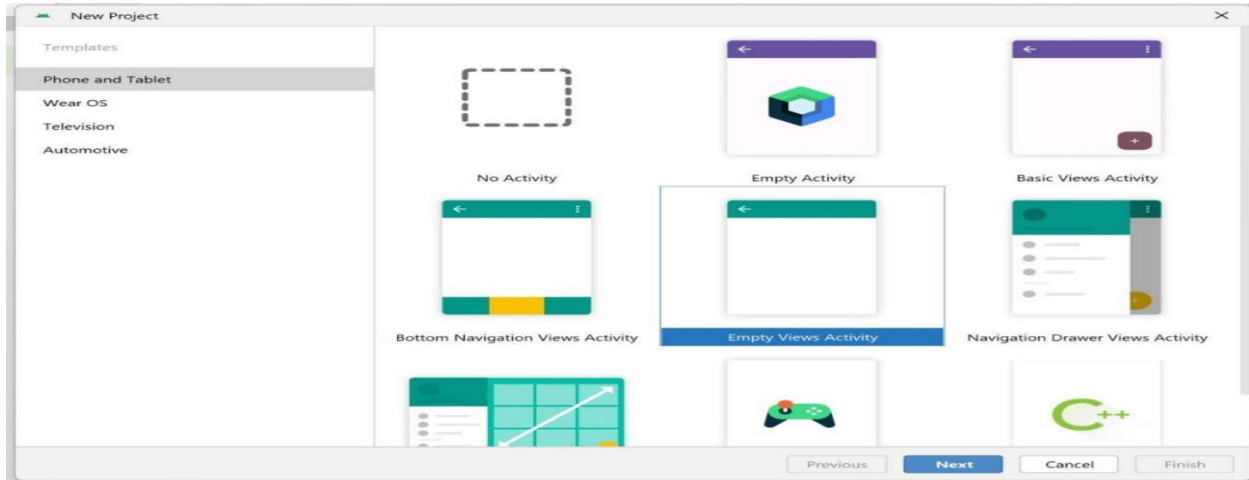 New Project
Templates
Phone and Tablet
Wear OS
Television
Automotive
No Activity
Empty Activity
Basic Views Activity
Bottom Navigation Views Activity
Empty Views Activity
Navigation Drawer Views Activity
C++
Previous
Next
Cancel
Finish